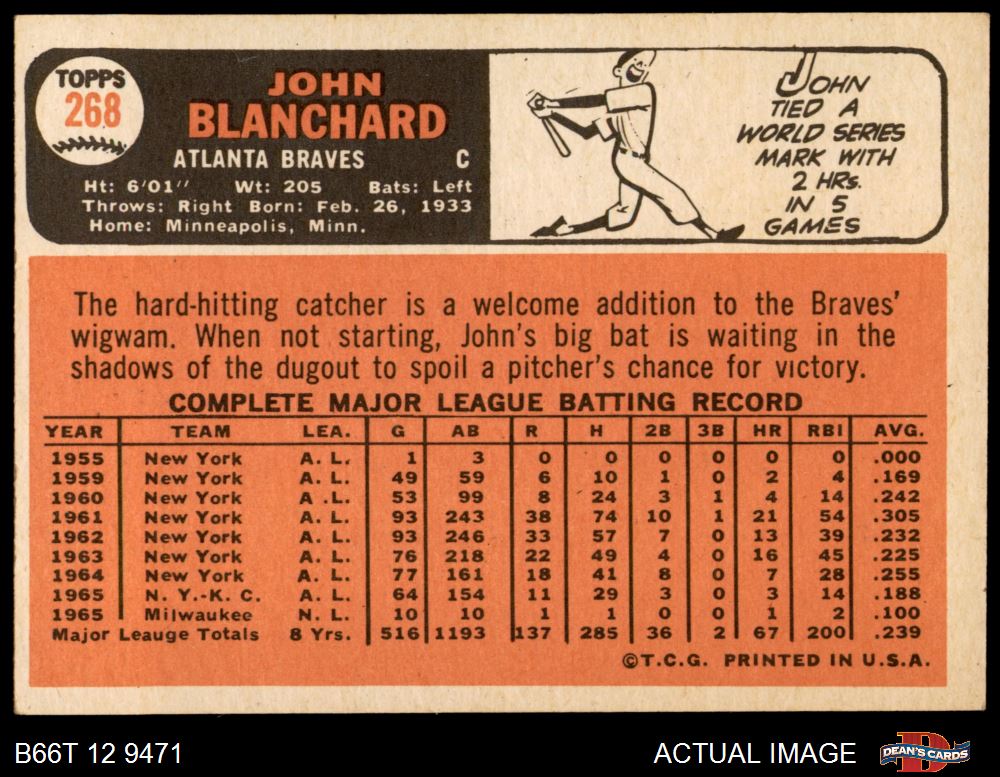 TOPPS
268
JOHN
BLANCHARD
ATLANTA BRAVES C
Ht: 6'01" Wt: 205 Bats: Left
Throws: Right Born: Feb. 26, 1933
Home: Minneapolis, Minn.
JOHN
TIED A
WORLD SERIES
MARK WITH
2 HRs.
IN 5
GAMES
The hard-hitting catcher is a welcome addition to the Braves'
wigwam. When not starting, John's big bat is waiting in the
shadows of the dugout to spoil a pitcher's chance for victory.
COMPLETE MAJOR LEAGUE BATTING RECORD
YEAR TEAM LEA. G AB R H 2B 3B HR RBI AVG.
1955 New York A. L. 1 3 0 0 0 0 0 0 .000
1959 New York A. L. 49 59 6 10 1 0 2 4 .169
1960 New York A. L. 53 99 8 24 3 1 4 14 .242
1961 New York A. L. 93 243 38 74 10 1 21 54 .305
1962 New York A. L. 93 246 33 57 7 0 13 39 .232
1963 New York A. L. 76 218 22 49 4 0 16 45 .225
1964 New York A. L. 77 161 18 41 8 0 7 28 .255
1965 N. Y.-K. C. A. L. 64 154 11 29 3 0 3 14 .188
1965 Milwaukee N. L. 10 10 1 1 0 0 1 2 .100
Major Leauge Totals 8 Yrs. 516 1193 137 285 36 2 67 200 .239
©T.C.G. PRINTED IN U.S.A.
B66T 12 9471 ACTUAL IMAGE DEAN'S CARDS